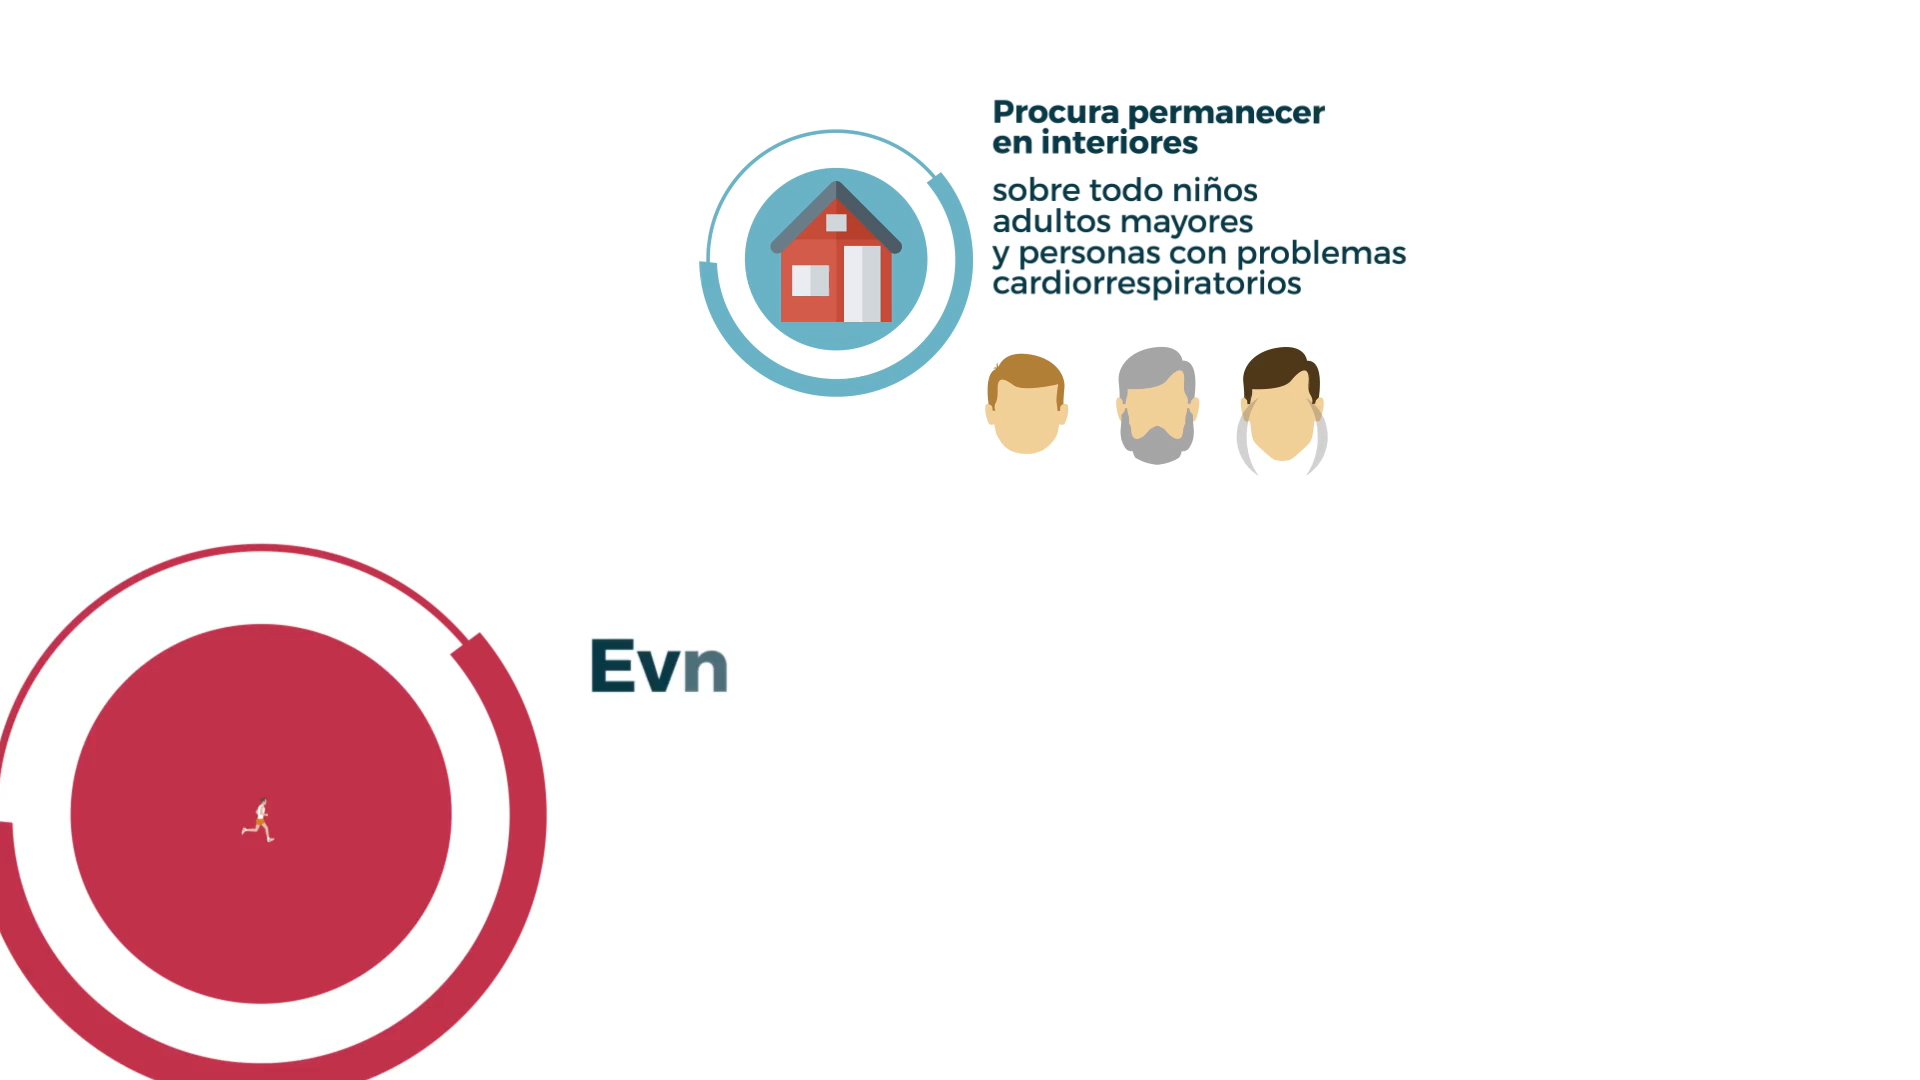 Procura permanecer
en interiores
sobre todo niños
adultos mayores
y personas con problemas
cardiorrespiratorios
Evn